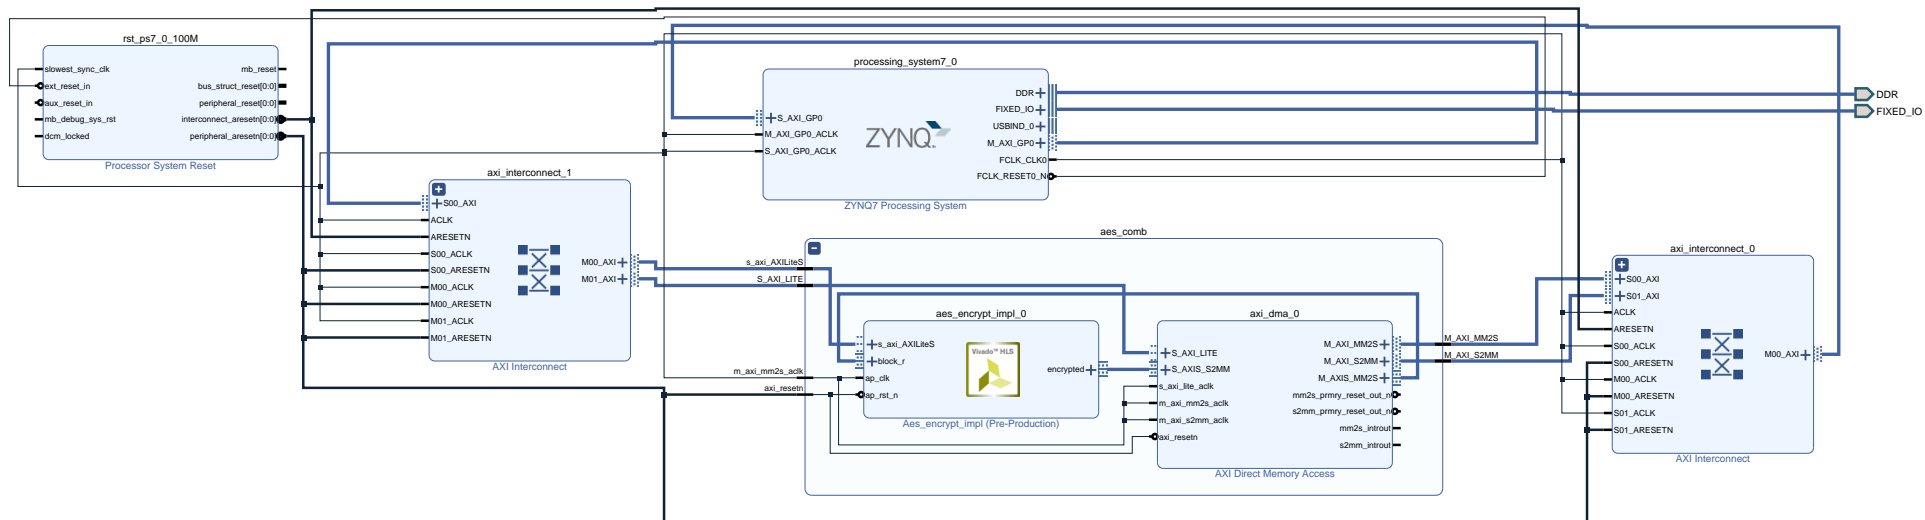 rst_ps7_0_100M
slowest_sync_clk
ext_reset_in
aux_reset_in
mb_debug_sys_rst
dcm_locked
mb_reset
bus_struct_reset[0:0]
peripheral_reset[0:0]
interconnect_aresetn[0:0]
peripheral_aresetn[0:0]
Processor System Reset
axi_interconnect_1
S00_AXI
ACLK
ARESETN
S00_ACLK
S00_ARESETN
M00_ACLK
M00_ARESETN
M01_ACLK
M01_ARESETN
M00_AXI
M01_AXI
AXI Interconnect
processing_system7_0
S_AXI_GP0
M_AXI_GP0_ACLK
S_AXI_GP0_ACLK
ZYNQ
DDR
FIXED_IO
USBIND_0
M_AXI_GP0
FCLK_CLK0
FCLK_RESET0_N
ZYNQ7 Processing System
DDR
FIXED_IO
aes_comb
s_axi_AXILiteS
S_AXI_LITE
m_axi_mm2s_aclk
axi_resetn
aes_encrypt_impl_0
s_axi_AXILiteS
block_r
ap_clk
ap_rst_n
Vivado™ HLS
encrypted
Aes_encrypt_impl (Pre-Production)
axi_dma_0
S_AXI_LITE
S_AXIS_S2MM
s_axi_lite_aclk
m_axi_mm2s_aclk
m_axi_s2mm_aclk
axi_resetn
M_AXI_MM2S
M_AXI_S2MM
M_AXIS_MM2S
mm2s_prmry_reset_out_n
s2mm_prmry_reset_out_n
mm2s_introut
s2mm_introut
AXI Direct Memory Access
M_AXI_MM2S
M_AXI_S2MM
axi_interconnect_0
S00_AXI
S01_AXI
ACLK
ARESETN
S00_ACLK
S00_ARESETN
M00_ACLK
M00_ARESETN
S01_ACLK
S01_ARESETN
M00_AXI
AXI Interconnect